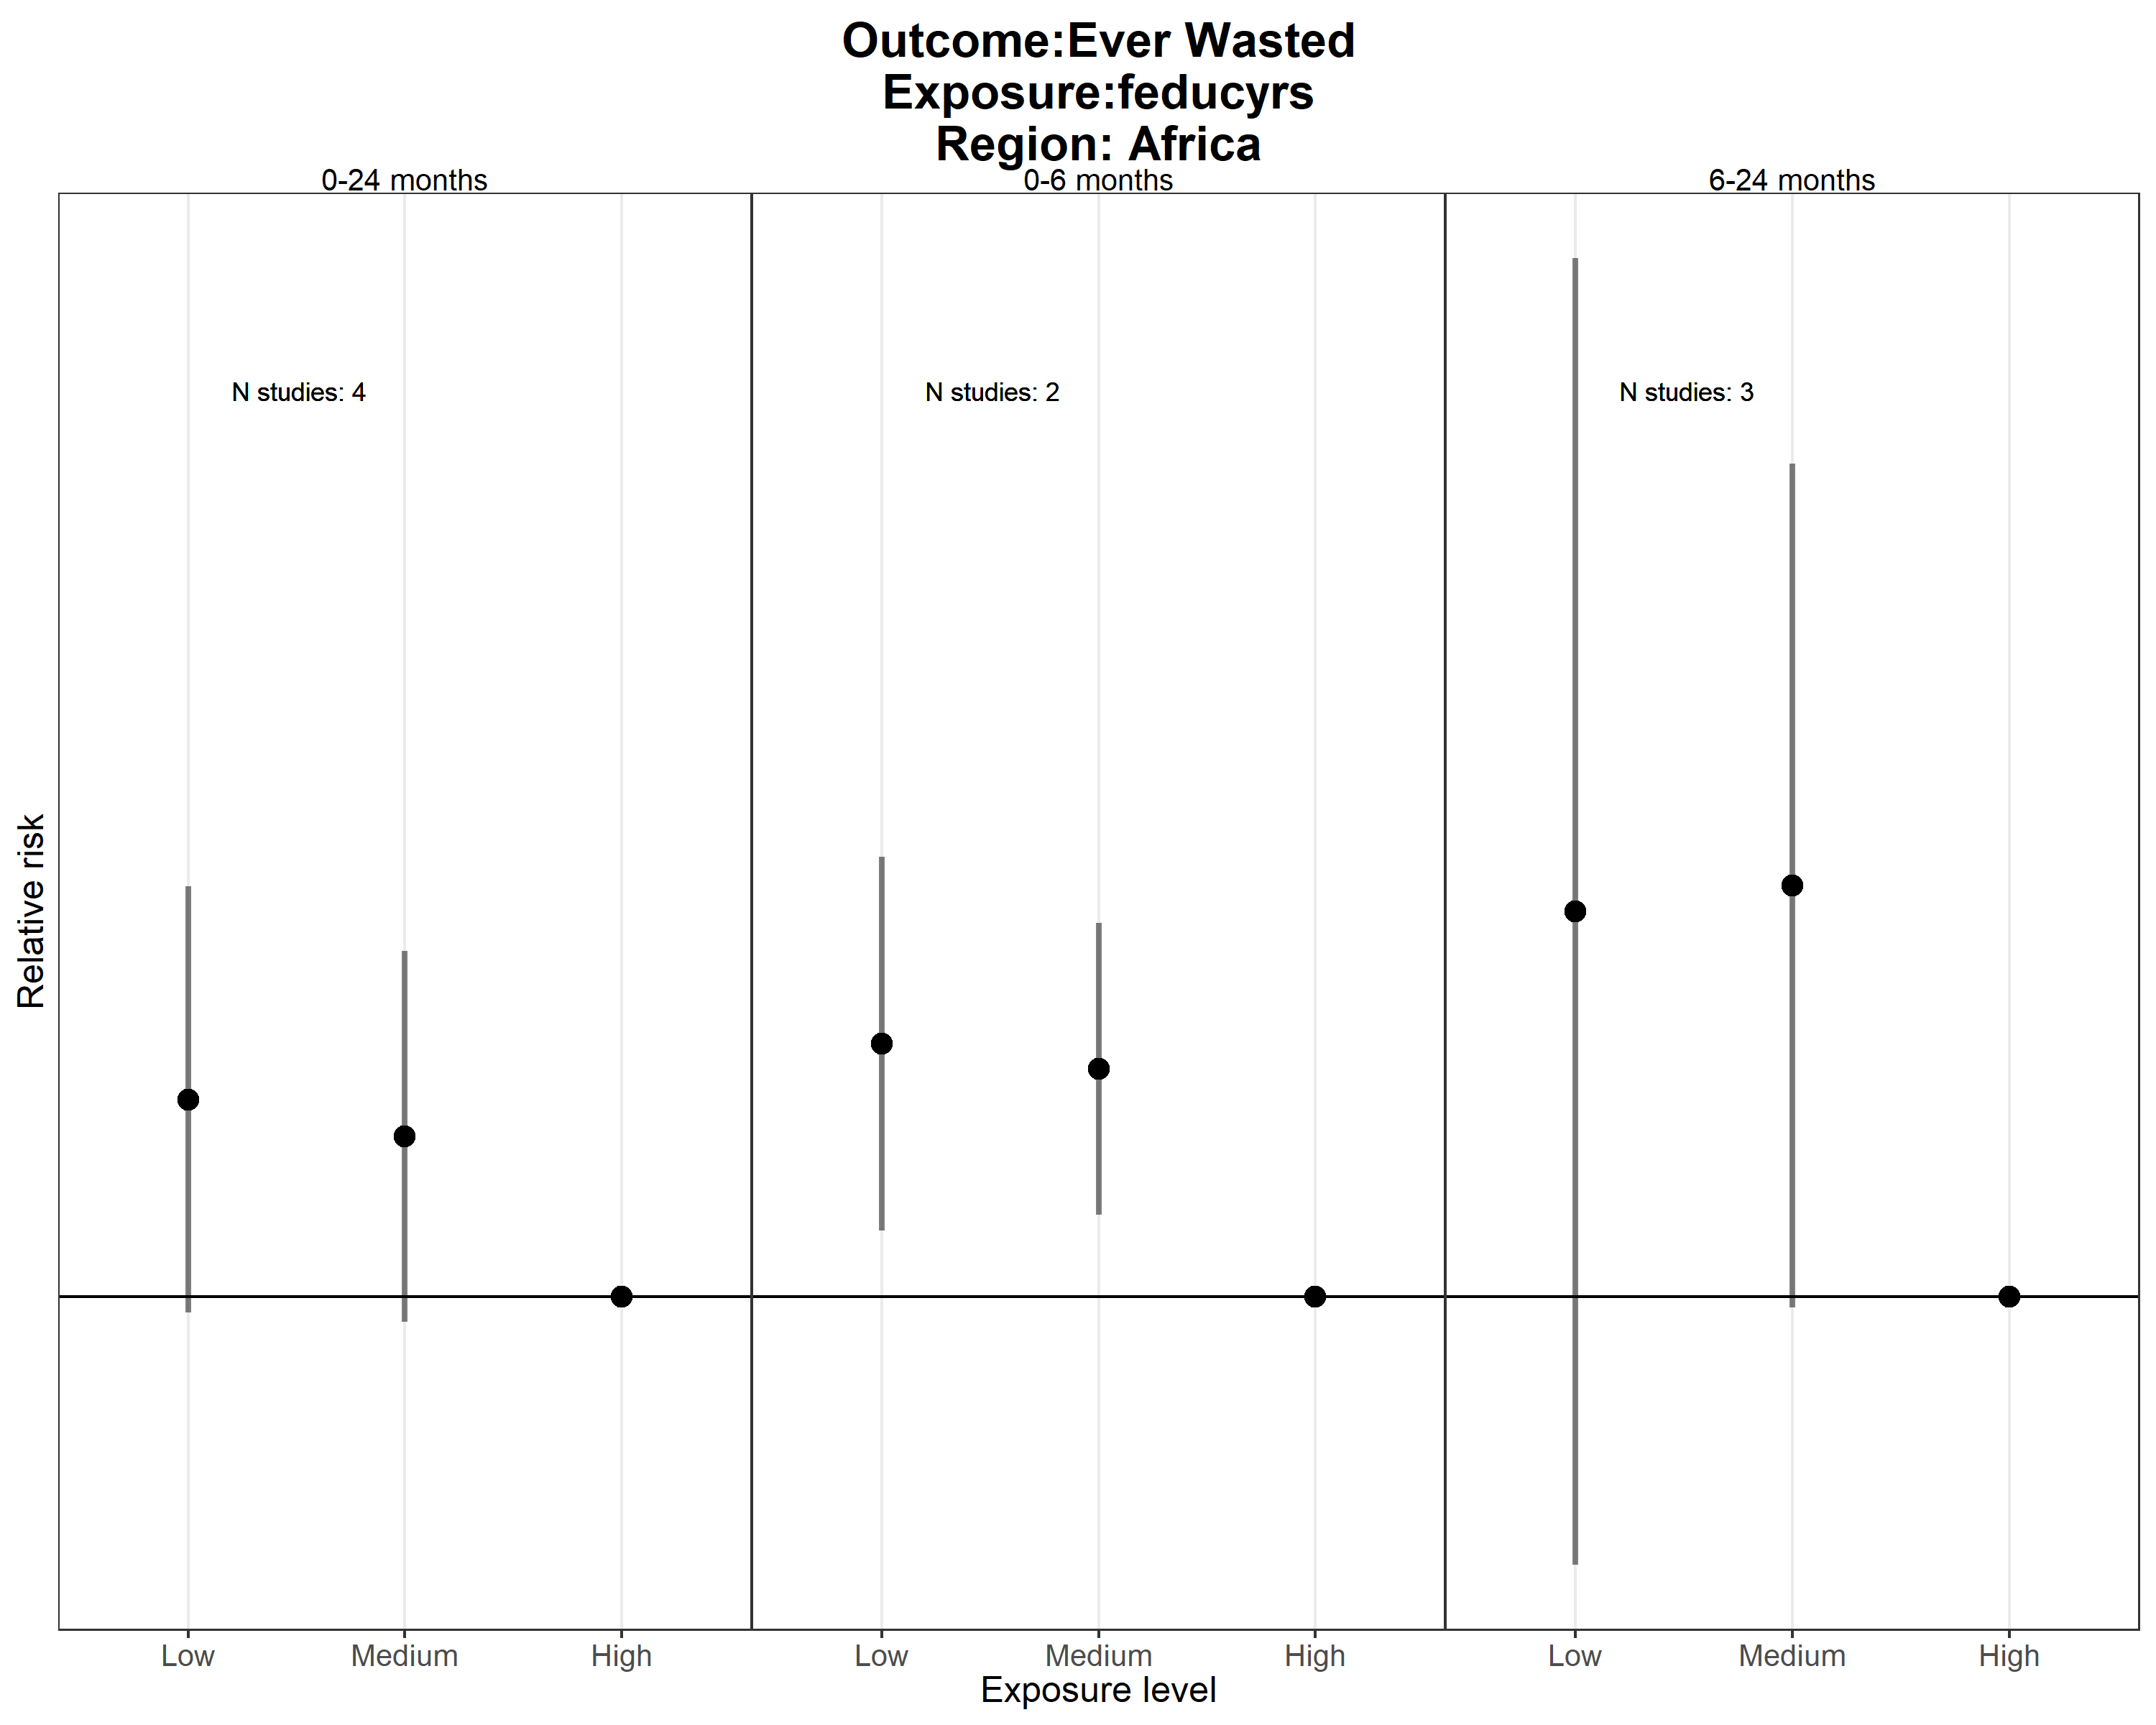 Outcome:Ever Wasted
Exposure:feducyrs
Region: Africa
0-24 months
0-6 months
6-24 months
N studies: 4
N studies: 2
N studies: 3
Relative risk
Low Medium High Low Medium High Low Medium High
Exposure level